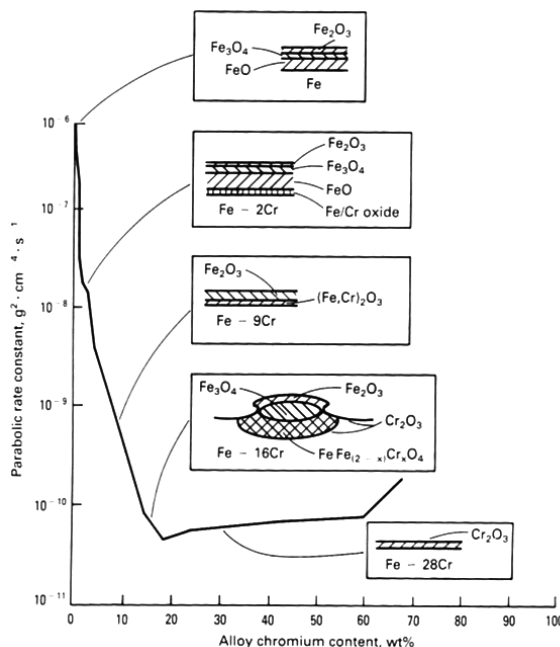 Fe₂O₃
Fe₃O₄
FeO
Fe
10⁻⁶
Fe₂O₃
Fe₃O₄
FeO
Fe/Cr oxide
Fe – 2Cr
10⁻⁷
Fe₂O₃
(Fe,Cr)₂O₃
Fe – 9Cr
10⁻⁸
Fe₃O₄
Fe₂O₃
Cr₂O₃
Fe – 16Cr
Fe Fe₍₂ ₋ ₓ₎CrₓO₄
10⁻⁹
10⁻¹⁰
Cr₂O₃
Fe – 28Cr
10⁻¹¹
Parabolic rate constant, g² · cm⁻⁴ · s⁻¹
0 10 20 30 40 50 60 70 80 90 100
Alloy chromium content, wt%